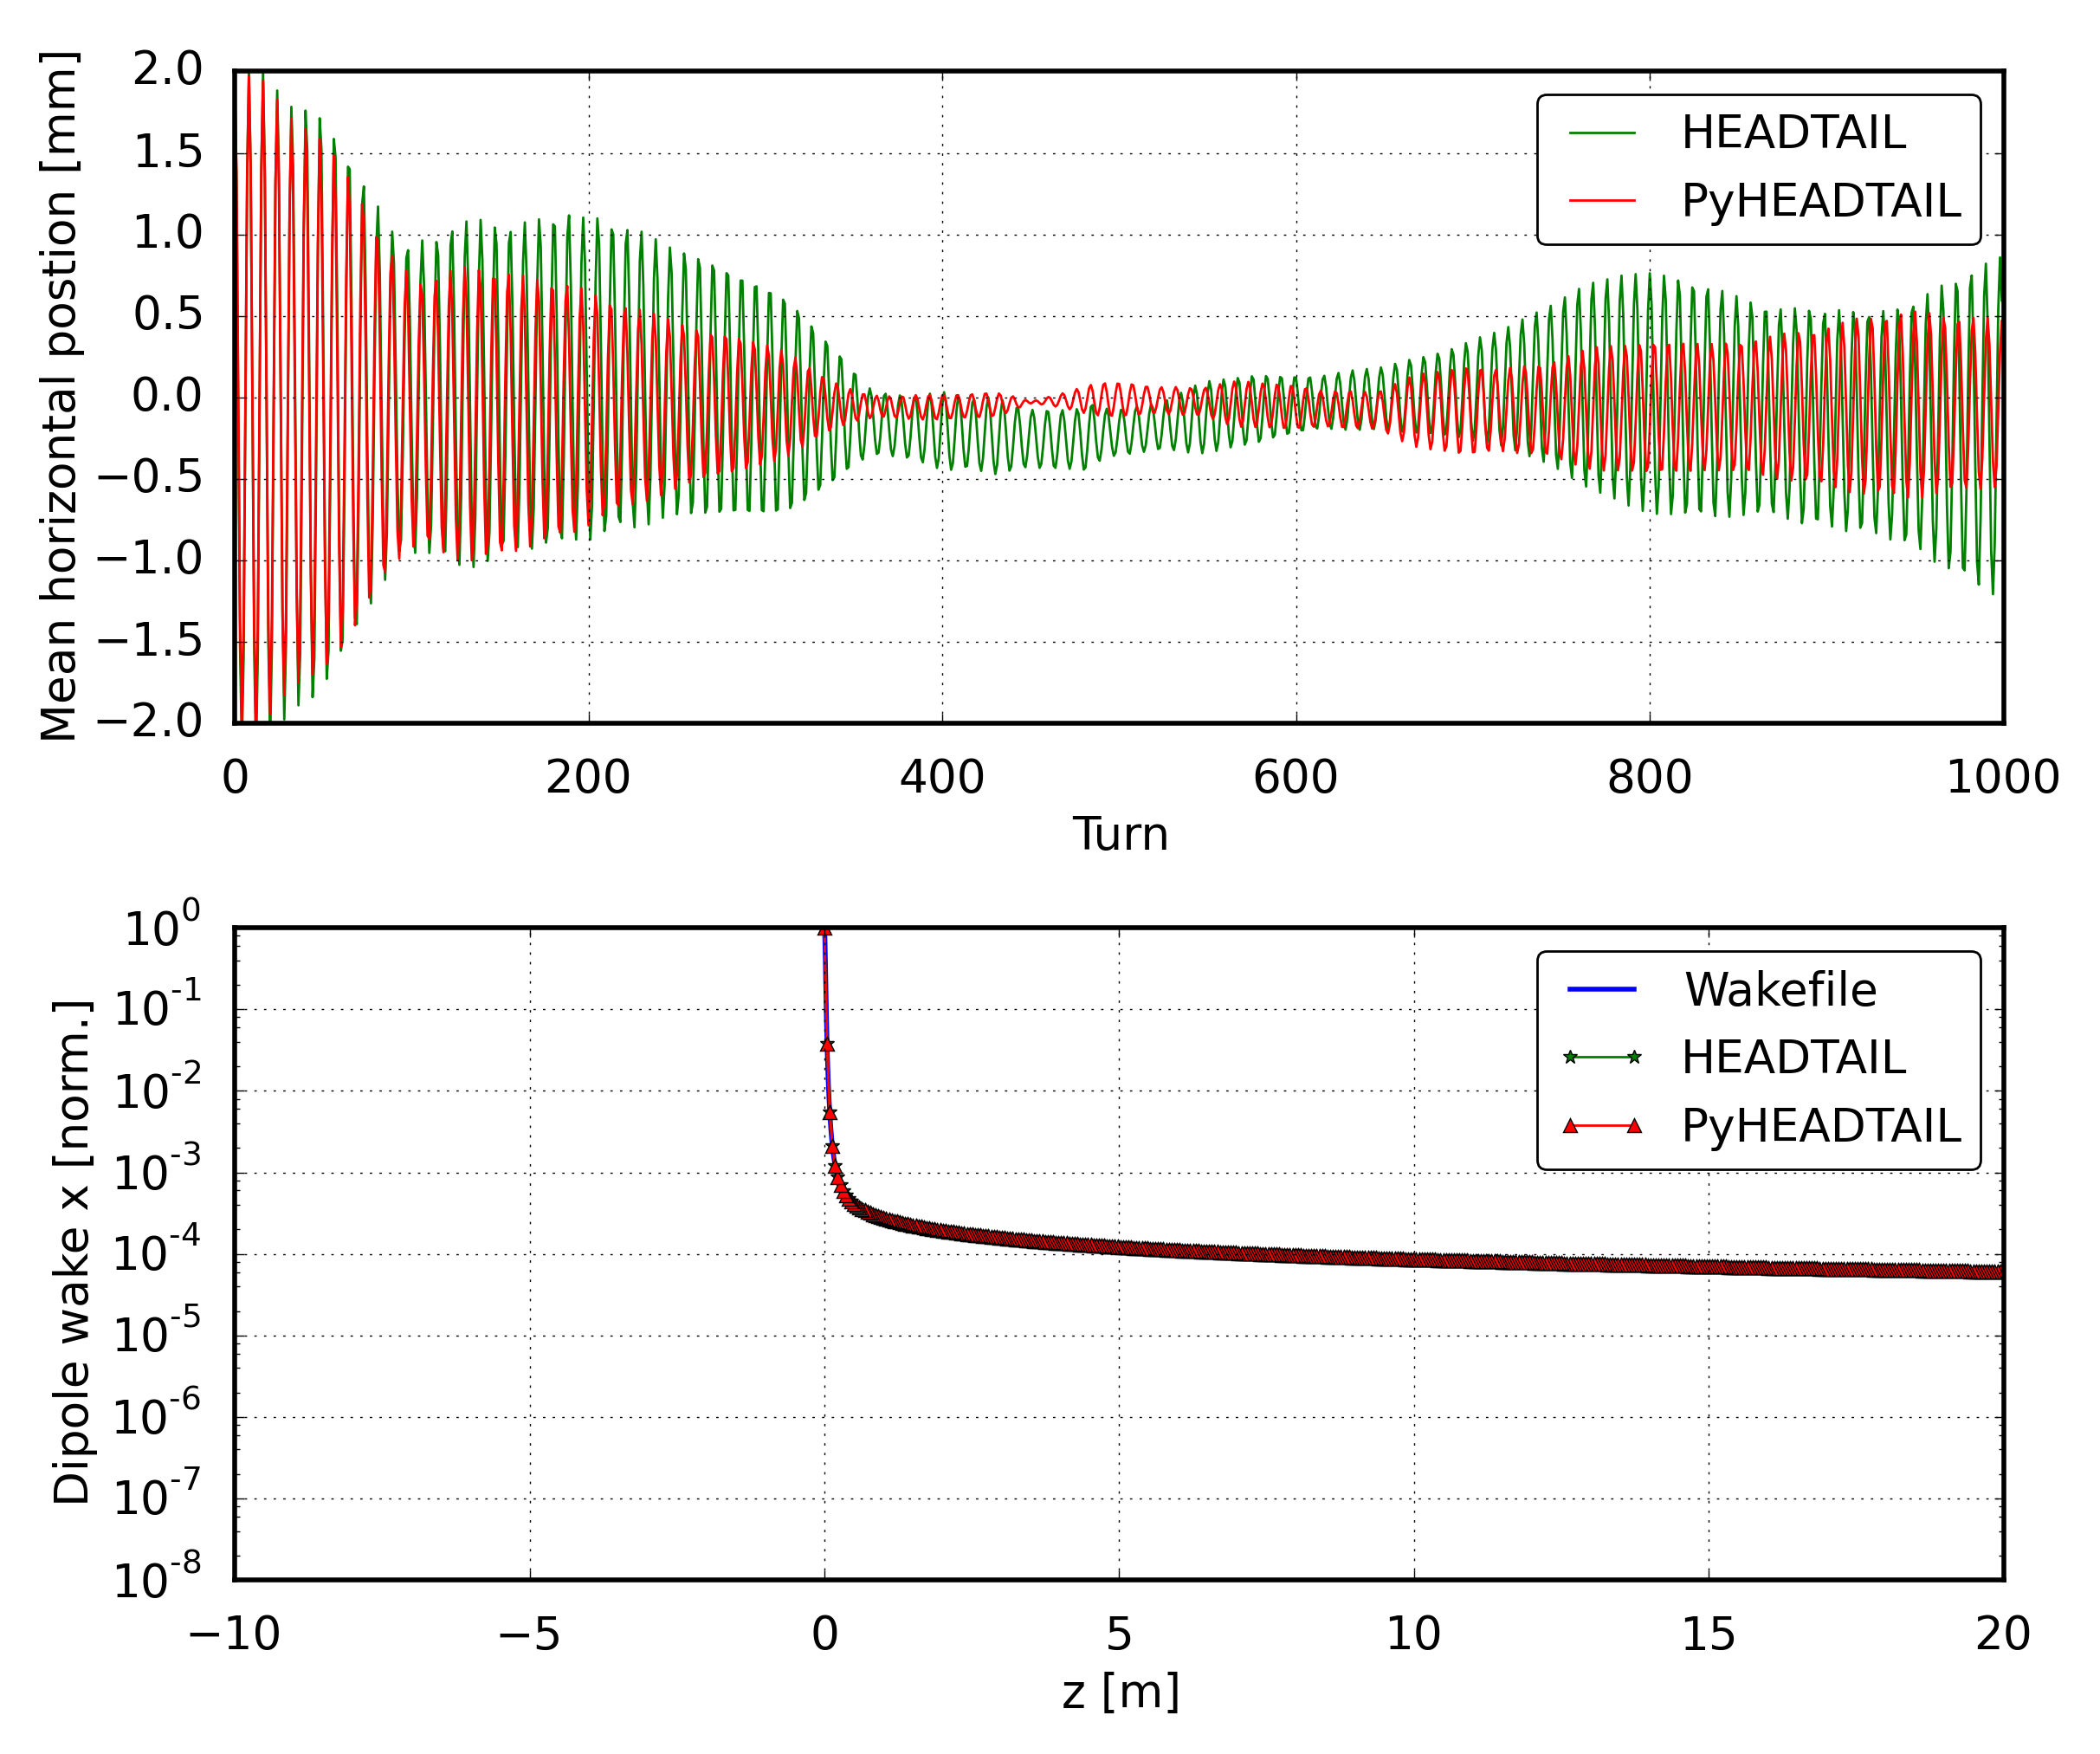 Mean horizontal postion [mm]
2.0
1.5
1.0
0.5
0.0
−0.5
−1.0
−1.5
−2.0
0 200 400 600 800 1000
Turn
HEADTAIL
PyHEADTAIL
Dipole wake x [norm.]
10^0
10^-1
10^-2
10^-3
10^-4
10^-5
10^-6
10^-7
10^-8
−10 −5 0 5 10 15 20
z [m]
Wakefile
HEADTAIL
PyHEADTAIL